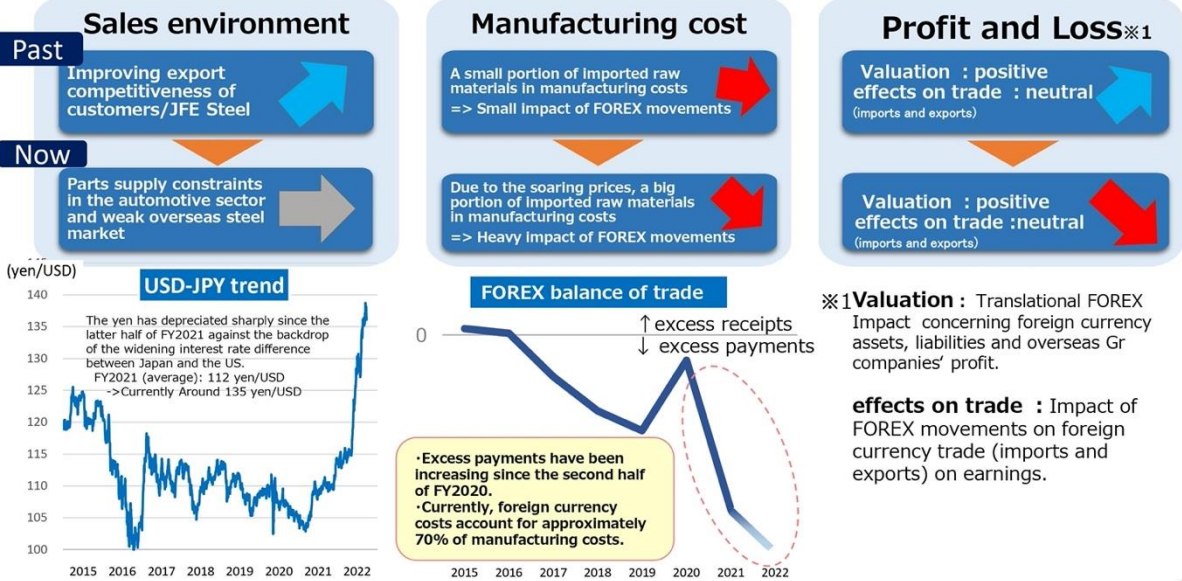 Sales environment
Past
Improving export
competitiveness of
customers/JFE Steel
Now
Parts supply constraints
in the automotive sector
and weak overseas steel
market
Manufacturing cost
A small portion of imported raw
materials in manufacturing costs
=> Small impact of FOREX movements
Due to the soaring prices, a big
portion of imported raw materials
in manufacturing costs
=> Heavy impact of FOREX movements
Profit and Loss※1
Valuation : positive
effects on trade : neutral
(imports and exports)
Valuation : positive
effects on trade :neutral
(imports and exports)
(yen/USD)
USD-JPY trend
The yen has depreciated sharply since the
latter half of FY2021 against the backdrop
of the widening interest rate difference
between Japan and the US.
FY2021 (average): 112 yen/USD
->Currently Around 135 yen/USD
140
135
130
125
120
115
110
105
100
2015 2016 2017 2018 2019 2020 2021 2022
FOREX balance of trade
0
↑ excess receipts
↓ excess payments
・Excess payments have been
increasing since the second half
of FY2020.
・Currently, foreign currency
costs account for approximately
70% of manufacturing costs.
2015 2016 2017 2018 2019 2020 2021 2022
※1 Valuation : Translational FOREX
Impact concerning foreign currency
assets, liabilities and overseas Gr
companies' profit.
effects on trade : Impact of
FOREX movements on foreign
currency trade (imports and
exports) on earnings.